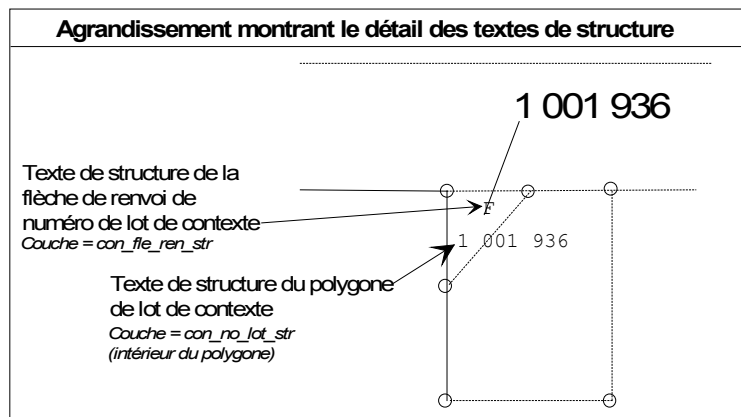 Agrandissement montrant le détail des textes de structure
1 001 936
Texte de structure de la
flèche de renvoi de
numéro de lot de contexte
Couche = con_fle_ren_str
F
1 001 936
Texte de structure du polygone
de lot de contexte
Couche = con_no_lot_str
(intérieur du polygone)